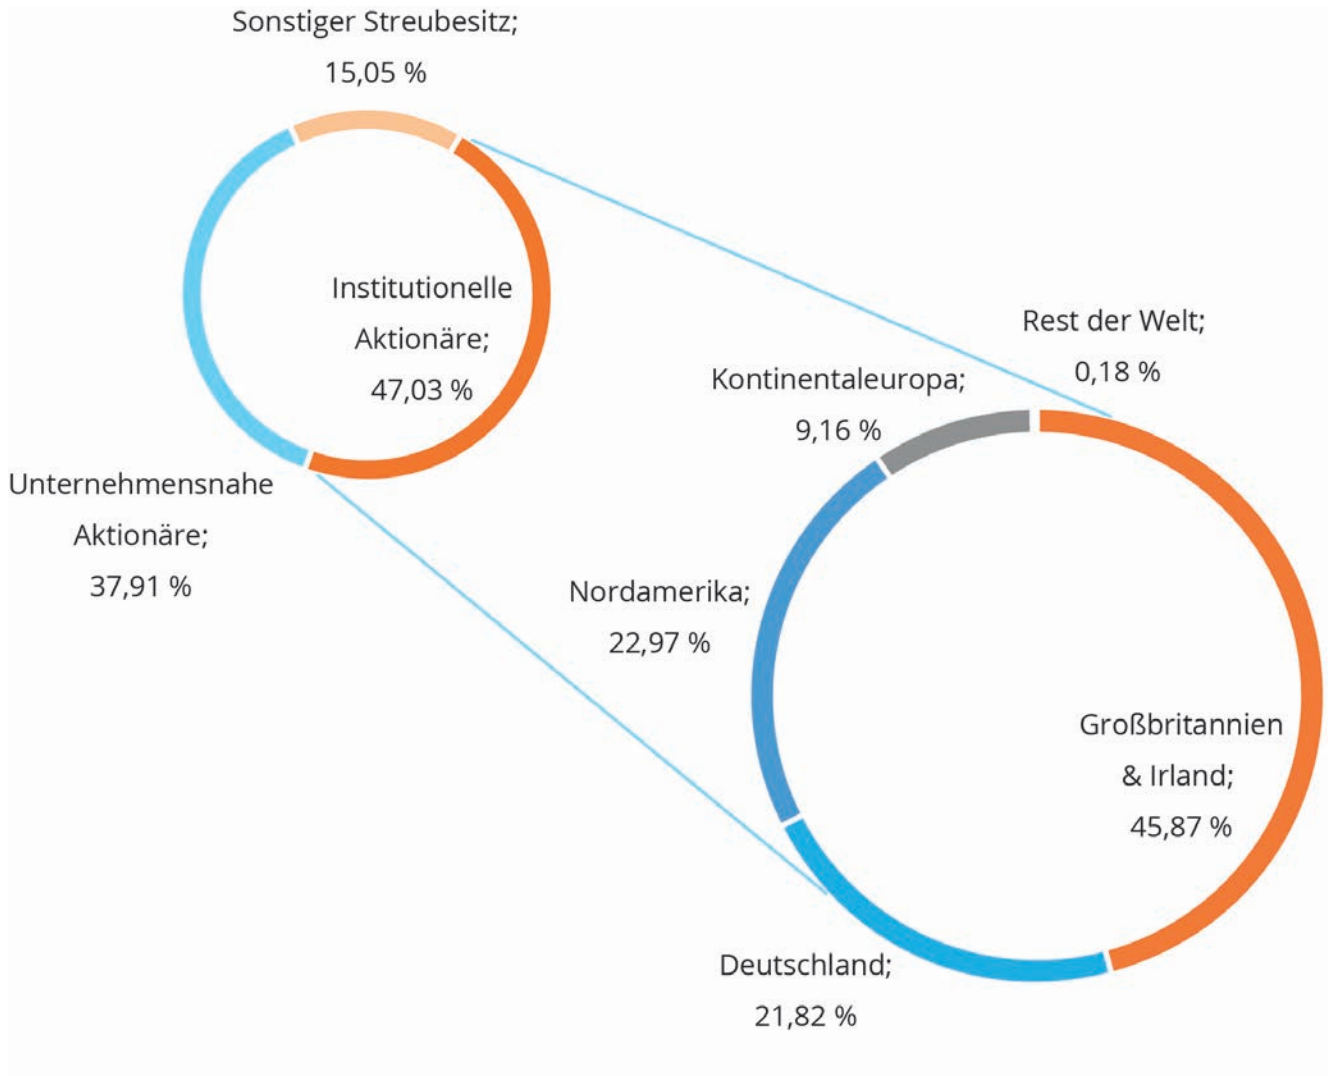 Sonstiger Streubesitz;
15,05 %
Institutionelle
Aktionäre;
47,03 %
Unternehmensnahe
Aktionäre;
37,91 %
Rest der Welt;
0,18 %
Kontinentaleuropa;
9,16 %
Nordamerika;
22,97 %
Großbritannien
& Irland;
45,87 %
Deutschland;
21,82 %